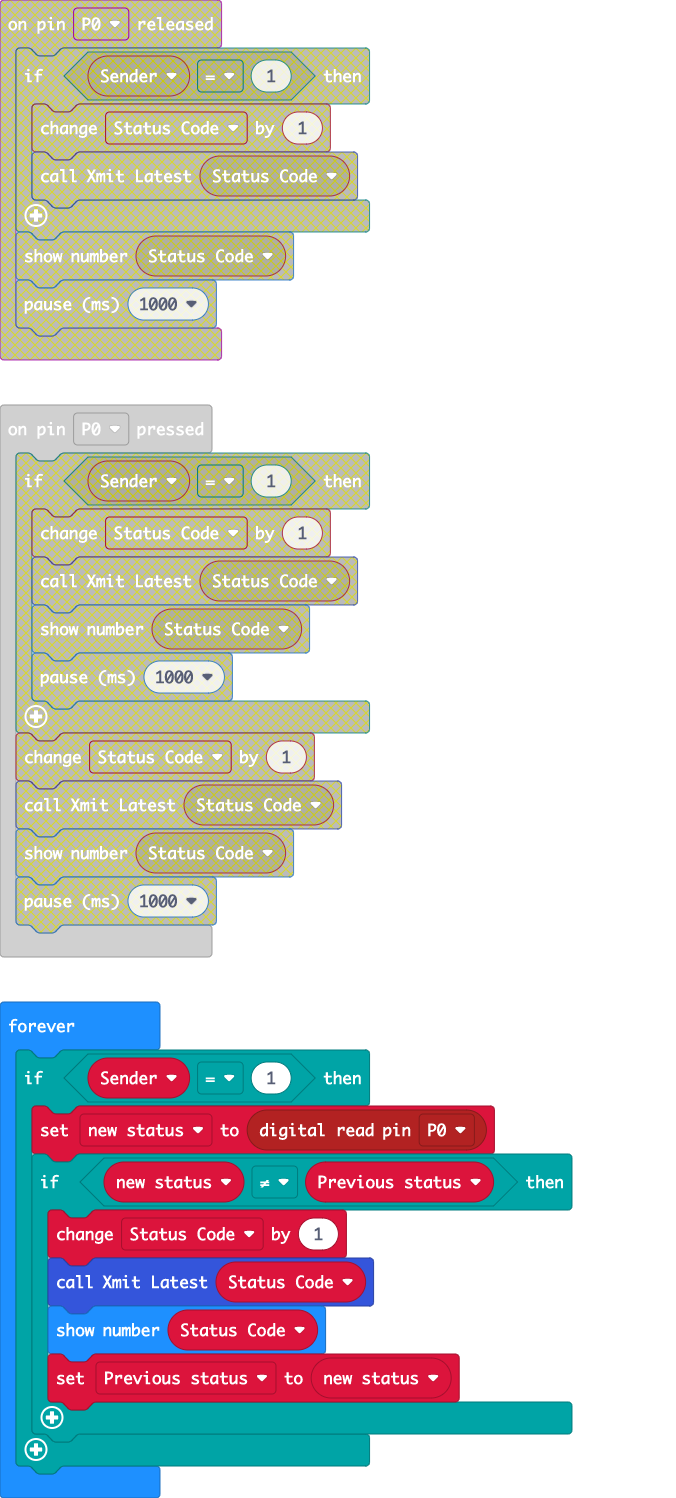 on pin P0 released
if Sender = 1 then
change Status Code by 1
call Xmit Latest Status Code
show number Status Code
pause (ms) 1000
on pin P0 pressed
if Sender = 1 then
change Status Code by 1
call Xmit Latest Status Code
show number Status Code
pause (ms) 1000
change Status Code by 1
call Xmit Latest Status Code
show number Status Code
pause (ms) 1000
forever
if Sender = 1 then
set new status to digital read pin P0
if new status ≠ Previous status then
change Status Code by 1
call Xmit Latest Status Code
show number Status Code
set Previous status to new status